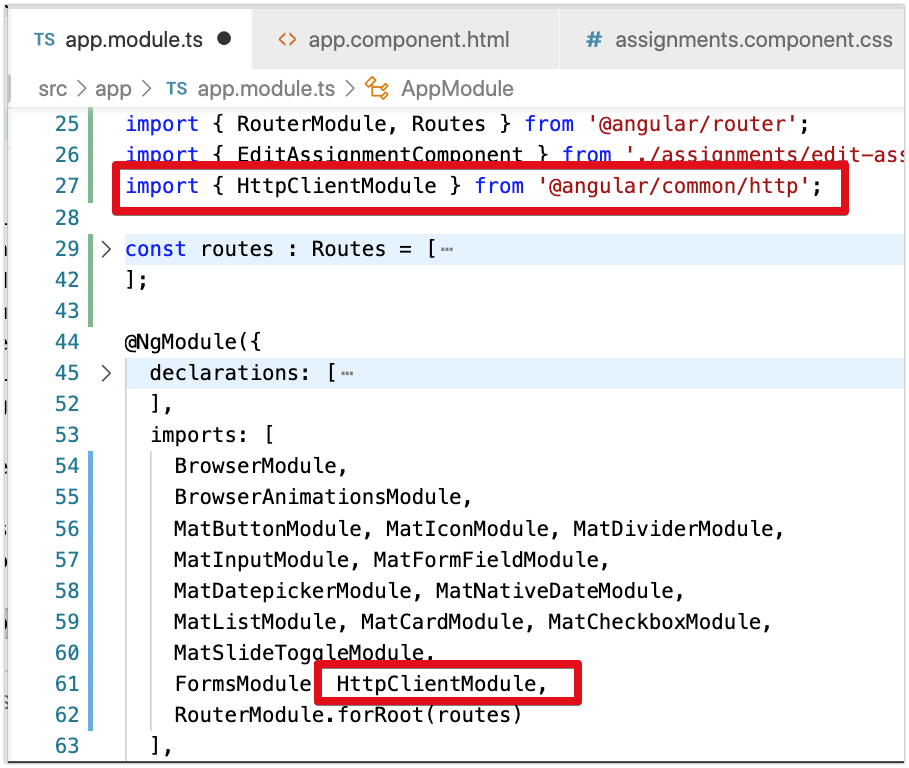 TS app.module.ts ● <> app.component.html # assignments.component.css
src > app > TS app.module.ts > AppModule
25 import { RouterModule, Routes } from '@angular/router';
26 import { EditAssignmentComponent } from './assignments/edit-ass
27 import { HttpClientModule } from '@angular/common/http';
28
29 > const routes : Routes = [ ⋯
42 ];
43
44 @NgModule({
45 > declarations: [ ⋯
52 ],
53 imports: [
54 BrowserModule,
55 BrowserAnimationsModule,
56 MatButtonModule, MatIconModule, MatDividerModule,
57 MatInputModule, MatFormFieldModule,
58 MatDatepickerModule, MatNativeDateModule,
59 MatListModule, MatCardModule, MatCheckboxModule,
60 MatSlideToggleModule,
61 FormsModule HttpClientModule,
62 RouterModule.forRoot(routes)
63 ],